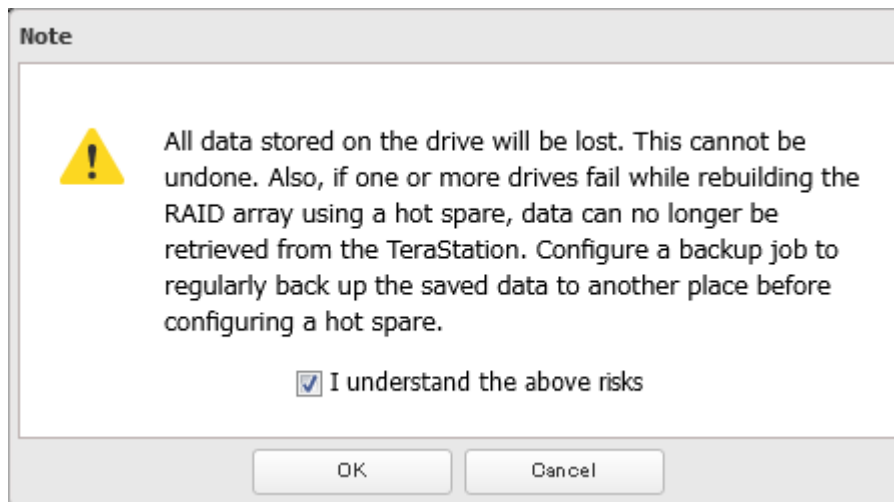 Note
All data stored on the drive will be lost. This cannot be
undone. Also, if one or more drives fail while rebuilding the
RAID array using a hot spare, data can no longer be
retrieved from the TeraStation. Configure a backup job to
regularly back up the saved data to another place before
configuring a hot spare.
I understand the above risks
OK
Cancel